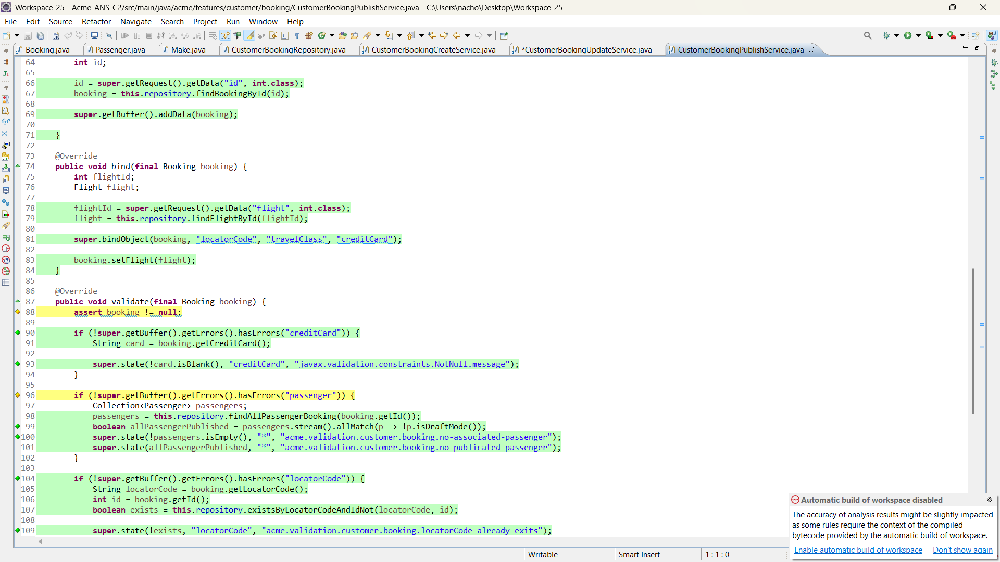 Workspace-25 - Acme-ANS-C2/src/main/java/acme/features/customer/booking/CustomerBookingPublishService.java - C:\Users\nacho\Desktop\Workspace-25
File Edit Source Refactor Navigate Search Project Run Window Help
Booking.java Passenger.java Make.java CustomerBookingRepository.java CustomerBookingCreateService.java *CustomerBookingUpdateService.java CustomerBookingPublishService.java
64 int id;
65
66 id = super.getRequest().getData("id", int.class);
67 booking = this.repository.findBookingById(id);
68
69 super.getBuffer().addData(booking);
70
71 }
72
73 @Override
74 public void bind(final Booking booking) {
75 int flightId;
76 Flight flight;
77
78 flightId = super.getRequest().getData("flight", int.class);
79 flight = this.repository.findFlightById(flightId);
80
81 super.bindObject(booking, "locatorCode", "travelClass", "creditCard");
82
83 booking.setFlight(flight);
84 }
85
86 @Override
87 public void validate(final Booking booking) {
88 assert booking != null;
89
90 if (!super.getBuffer().getErrors().hasErrors("creditCard")) {
91 String card = booking.getCreditCard();
92
93 super.state(!card.isBlank(), "creditCard", "javax.validation.constraints.NotNull.message");
94 }
95
96 if (!super.getBuffer().getErrors().hasErrors("passenger")) {
97 Collection<Passenger> passengers;
98 passengers = this.repository.findAllPassengerBooking(booking.getId());
99 boolean allPassengerPublished = passengers.stream().allMatch(p -> !p.isDraftMode());
100 super.state(!passengers.isEmpty(), "*", "acme.validation.customer.booking.no-associated-passenger");
101 super.state(allPassengerPublished, "*", "acme.validation.customer.booking.no-publicated-passenger");
102 }
103
104 if (!super.getBuffer().getErrors().hasErrors("locatorCode")) {
105 String locatorCode = booking.getLocatorCode();
106 int id = booking.getId();
107 boolean exists = this.repository.existsByLocatorCodeAndIdNot(locatorCode, id);
108
109 super.state(!exists, "locatorCode", "acme.validation.customer.booking.locatorCode-already-exits");
Automatic build of workspace disabled
The accuracy of analysis results might be slightly impacted
as some rules require the context of the compiled
bytecode provided by the automatic build of workspace.
Enable automatic build of workspace Don't show again
Writable Smart Insert 1 : 1 : 0